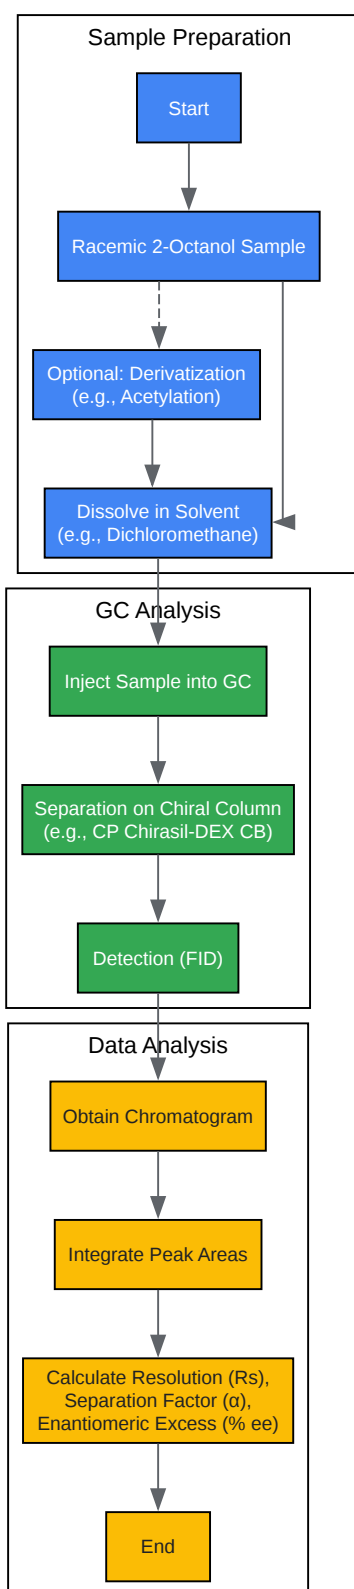 Sample Preparation
Start
Racemic 2-Octanol Sample
Optional: Derivatization
(e.g., Acetylation)
Dissolve in Solvent
(e.g., Dichloromethane)
GC Analysis
Inject Sample into GC
Separation on Chiral Column
(e.g., CP Chirasil-DEX CB)
Detection (FID)
Data Analysis
Obtain Chromatogram
Integrate Peak Areas
Calculate Resolution (Rs),
Separation Factor (α),
Enantiomeric Excess (% ee)
End